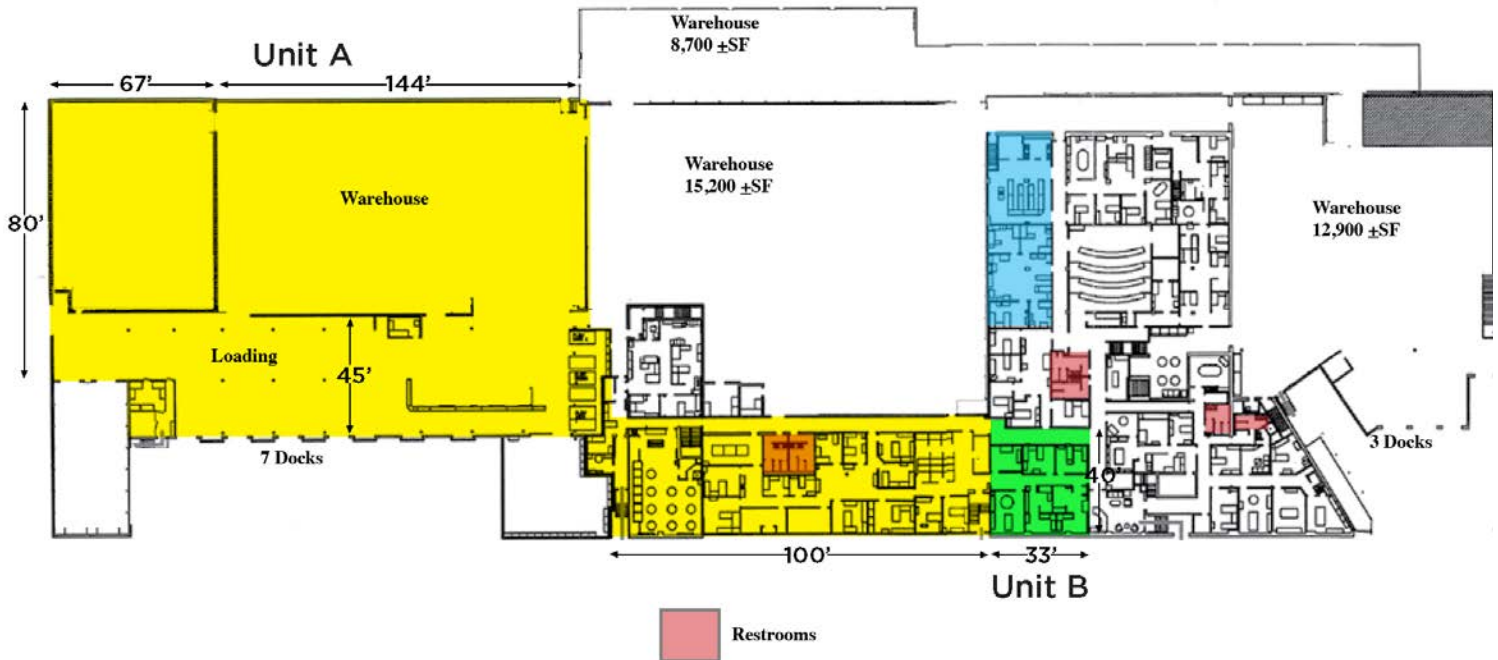 Warehouse
8,700 ±SF
Unit A
67'
144'
Warehouse
15,200 ±SF
Warehouse
Warehouse
12,900 ±SF
80'
Loading
45'
7 Docks
3 Docks
40'
100'
33'
Unit B
Restrooms